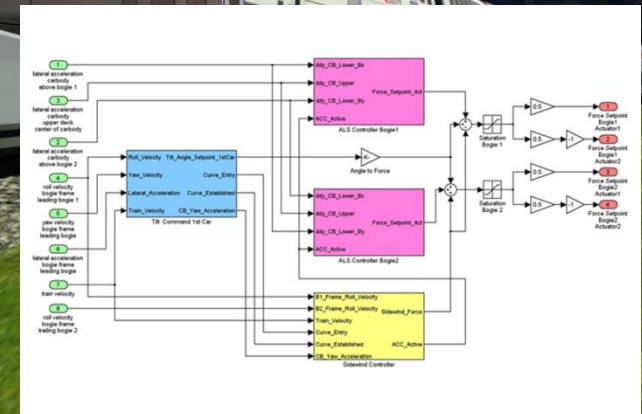 1
lateral acceleration
carbody
above bogie 1
3
lateral acceleration
carbody
upper deck
center of carbody
2
lateral acceleration
carbody
above bogie 2
4
roll velocity
bogie frame
leading bogie 1
5
yaw velocity
bogie frame
leading bogie
6
lateral acceleration
bogie frame
leading bogie
7
train velocity
8
roll velocity
bogie frame
trailing bogie 2
Roll_Velocity Tilt_Angle_Setpoint_1stCar
Yaw_Velocity Curve_Entry
Lateral_Acceleration Curve_Established
Train_Velocity CB_Yaw_Acceleration
Tilt Command 1st Car
ddy_CB_Lower_Bx
ddy_CB_Upper
Force_Setpoint_Act
ddy_CB_Lower_By
ACC_Active
ALS Controller Bogie1
-K-
Angle to Force
ddy_CB_Lower_Bx
ddy_CB_Upper
Force_Setpoint_Act
ddy_CB_Lower_By
ACC_Active
ALS Controller Bogie2
B1_Frame_Roll_Velocity
B2_Frame_Roll_Velocity
Sidewind_Force
Train_Velocity
Curve_Entry
Curve_Established ACC_Active
CB_Yaw_Acceleration
Sidewind Controller
Saturation
Bogie 1
Saturation
Bogie 2
0.5
1
Force Setpoint
Bogie1
Actuator1
0.5 -1
2
Force Setpoint
Bogie1
Actuator2
0.5
3
Force Setpoint
Bogie2
Actuator1
0.5 -1
4
Force Setpoint
Bogie2
Actuator2